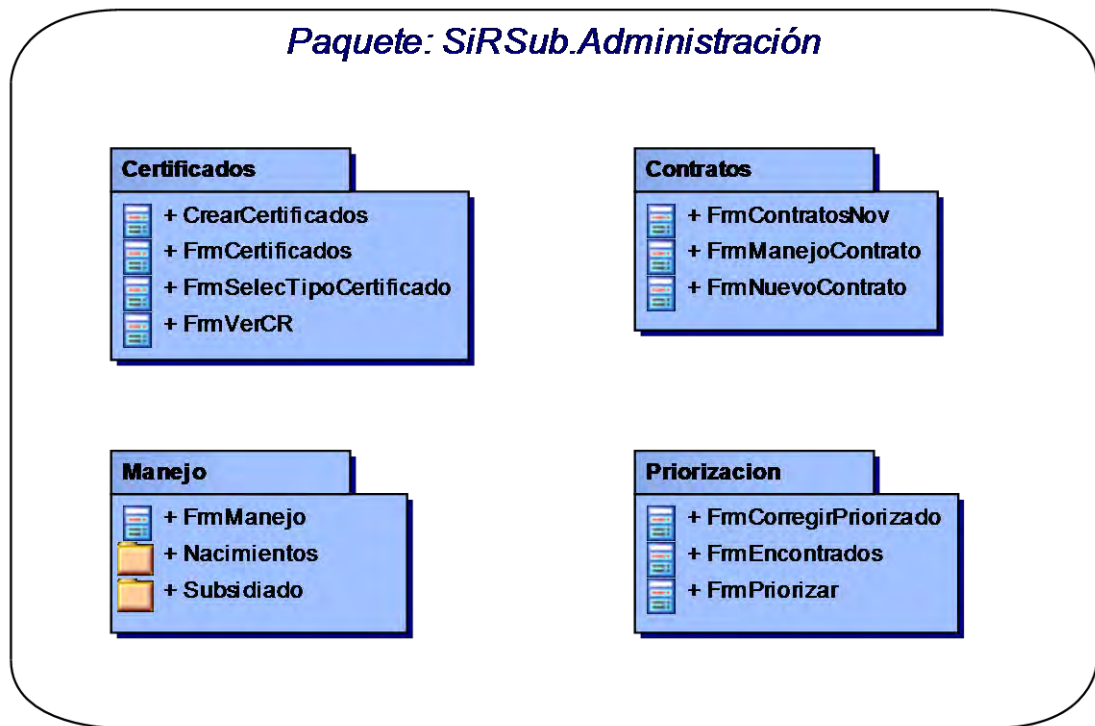 Paquete: SiRSub.Administración
Certificados
+ CrearCertificados
+ FrmCertificados
+ FrmSelecTipoCertificado
+ FrmVerCR
Contratos
+ FrmContratosNov
+ FrmManejoContrato
+ FrmNuevoContrato
Manejo
+ FrmManejo
+ Nacimientos
+ Subsidiado
Priorizacion
+ FrmCorregirPriorizado
+ FrmEncontrados
+ FrmPriorizar